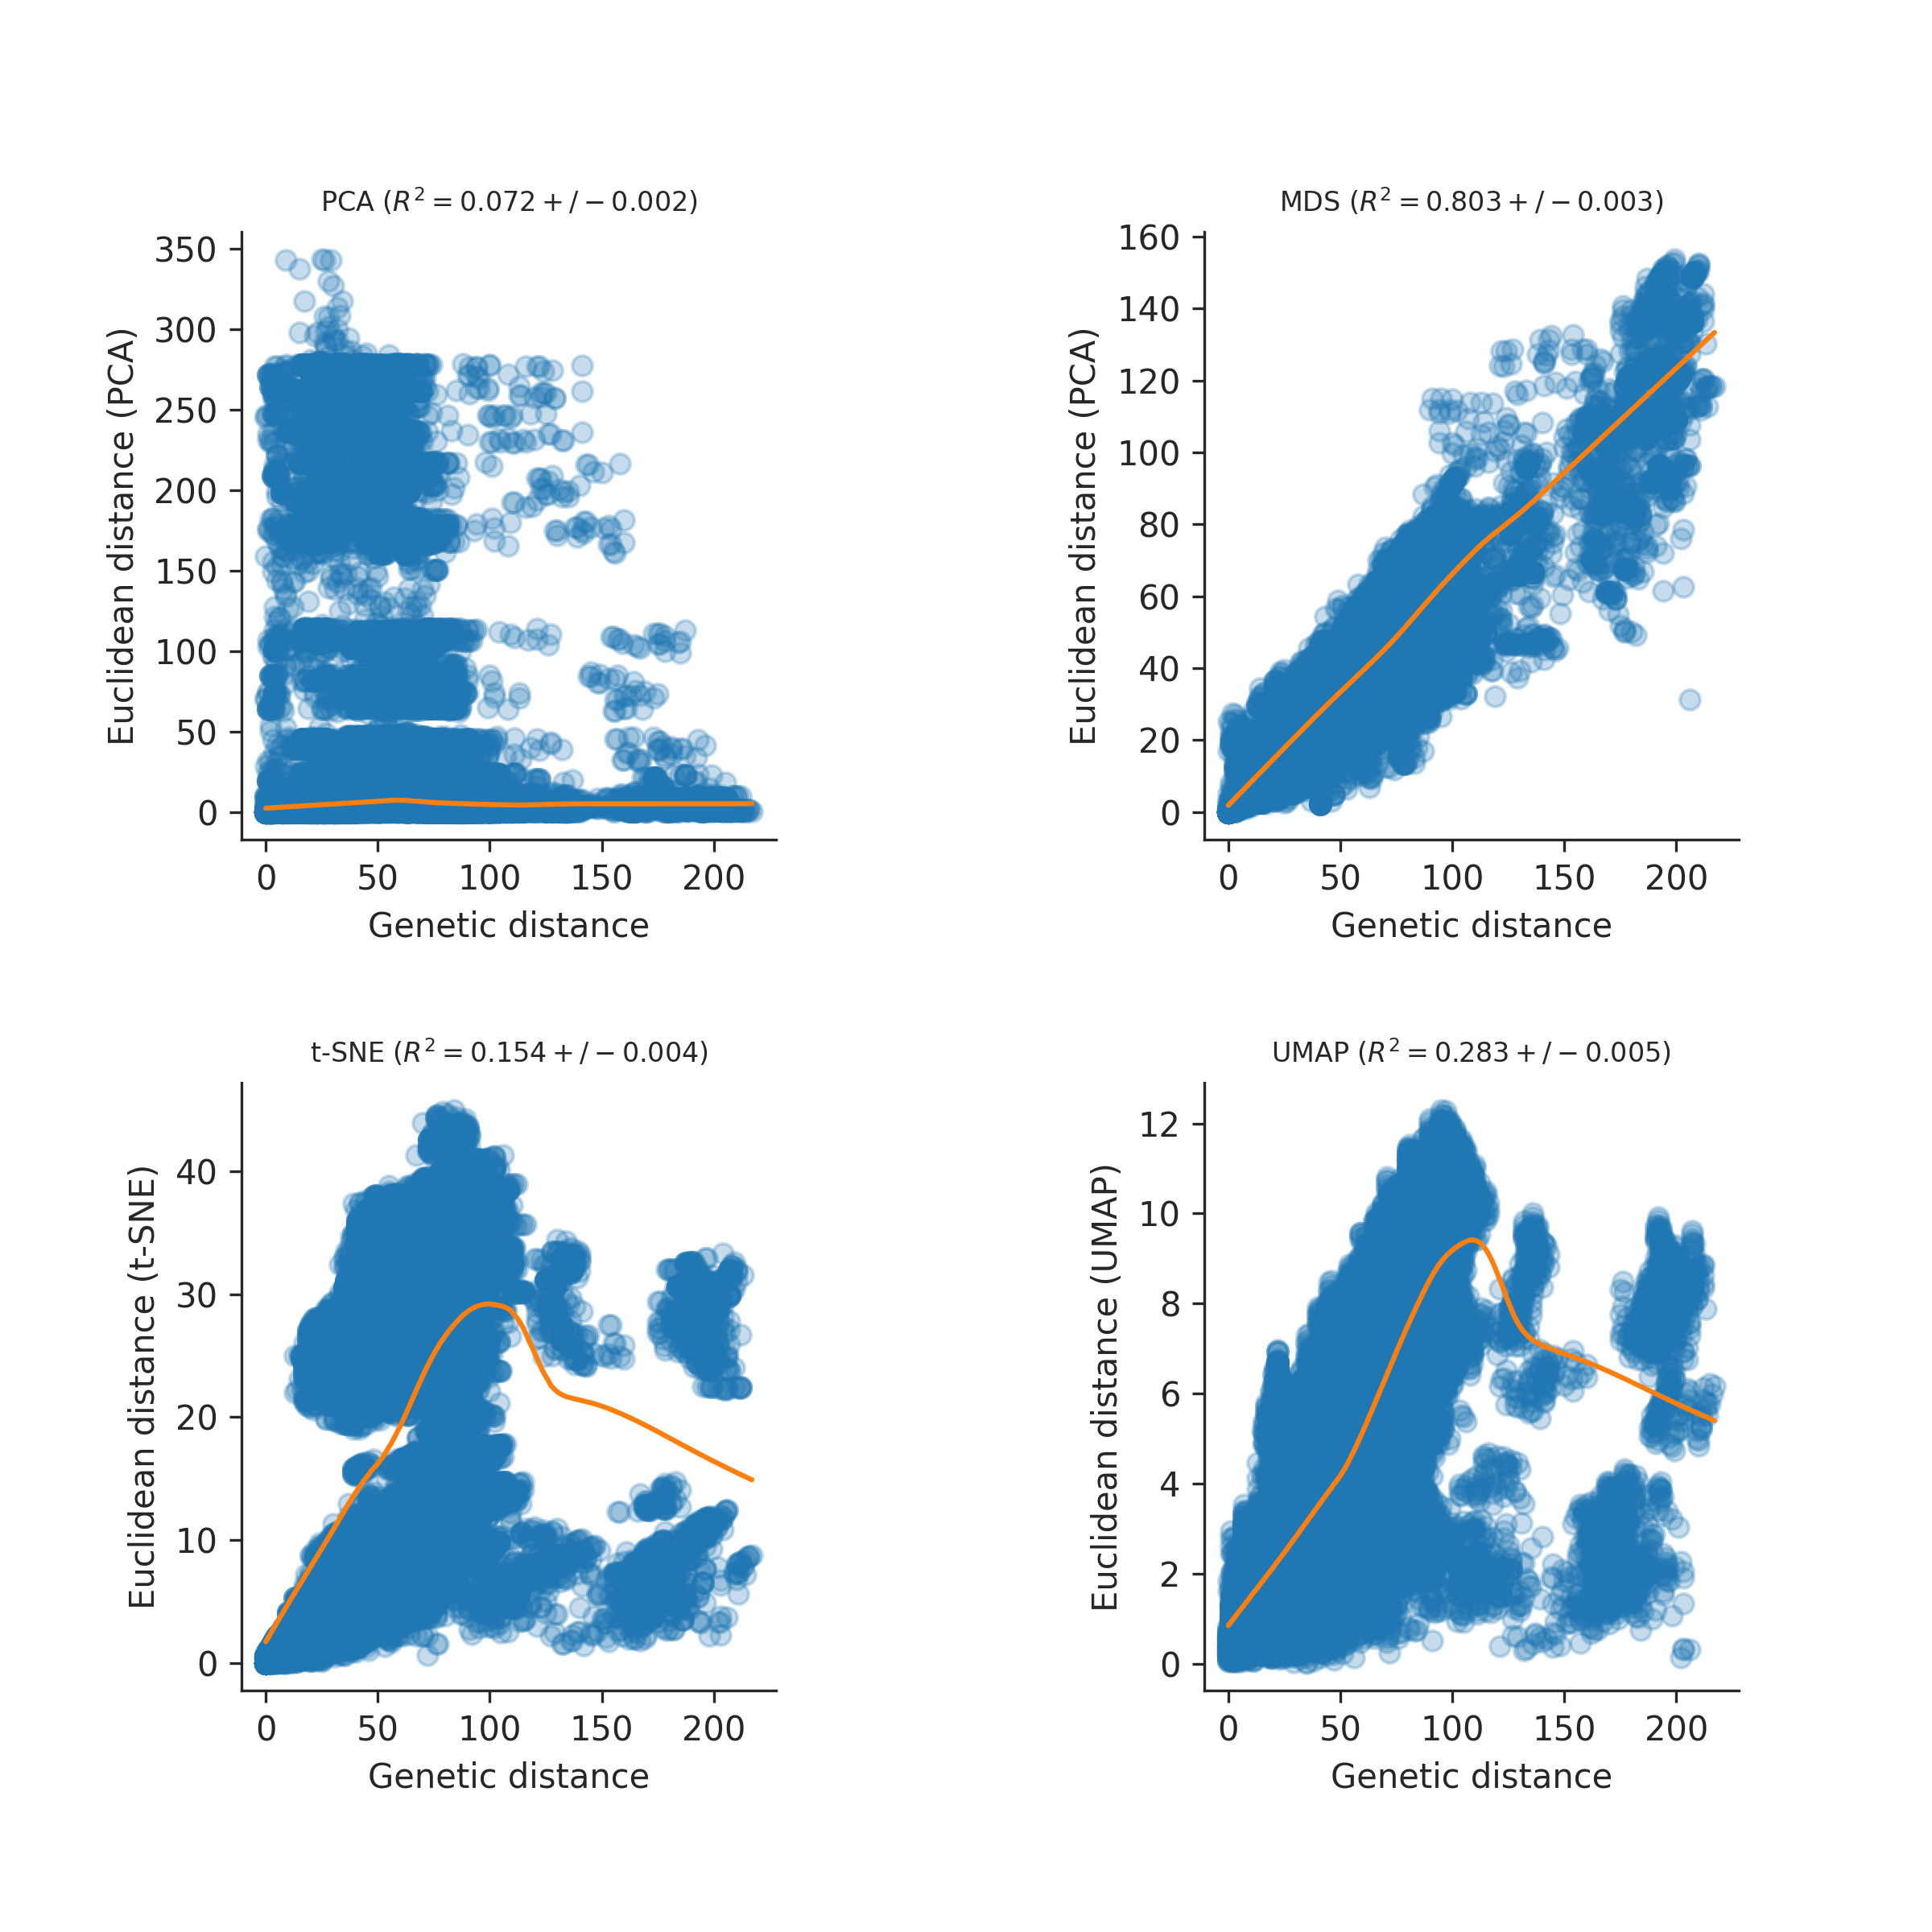 PCA (R² = 0.072 + / − 0.002)
350
300
250
200
150
100
50
0
Euclidean distance (PCA)
0 50 100 150 200
Genetic distance
MDS (R² = 0.803 + / − 0.003)
160
140
120
100
80
60
40
20
0
Euclidean distance (PCA)
0 50 100 150 200
Genetic distance
t-SNE (R² = 0.154 + / − 0.004)
40
30
20
10
0
Euclidean distance (t-SNE)
0 50 100 150 200
Genetic distance
UMAP (R² = 0.283 + / − 0.005)
12
10
8
6
4
2
0
Euclidean distance (UMAP)
0 50 100 150 200
Genetic distance